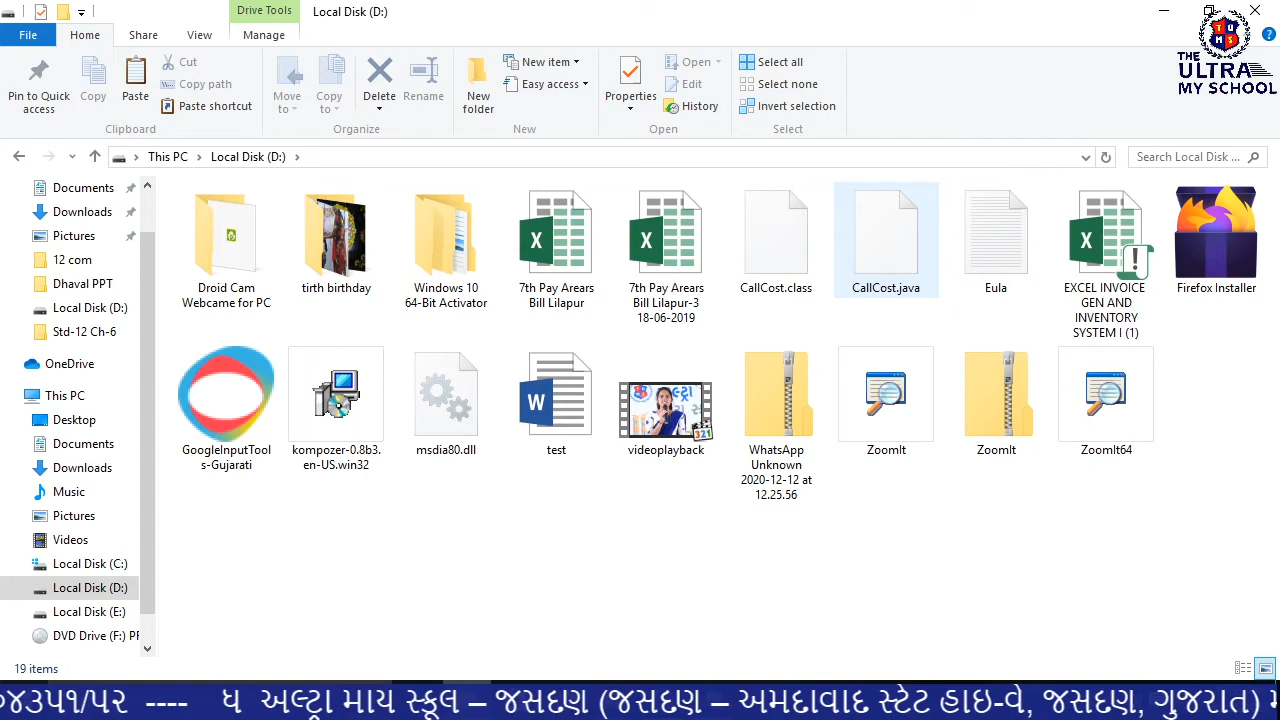 Drive Tools
Local Disk (D:)
File
Home
Share
View
Manage
Pin to Quick access
Copy
Paste
Cut
Copy path
Paste shortcut
Clipboard
Move to
Copy to
Delete
Rename
Organize
New folder
New item
Easy access
New
Properties
Open
Edit
History
Open
Select all
Select none
Invert selection
Select
TUMS
THE
ULTRA
MY SCHOOL
This PC
Local Disk (D:)
Search Local Disk ...
Documents
Downloads
Pictures
12 com
Dhaval PPT
Local Disk (D:)
Std-12 Ch-6
OneDrive
This PC
Desktop
Documents
Downloads
Music
Pictures
Videos
Local Disk (C:)
Local Disk (D:)
Local Disk (E:)
DVD Drive (F:) PF
Droid Cam
Webcame for PC
tirth birthday
Windows 10
64-Bit Activator
7th Pay Arears
Bill Lilapur
7th Pay Arears
Bill Lilapur-3
18-06-2019
CallCost.class
CallCost.java
Eula
EXCEL INVOICE
GEN AND
INVENTORY
SYSTEM I (1)
Firefox Installer
GoogleInputTool
s-Gujarati
kompozer-0.8b3.
en-US.win32
msdia80.dll
test
videoplayback
WhatsApp
Unknown
2020-12-12 at
12.25.56
ZoomIt
ZoomIt
ZoomIt64
19 items
૦૪૩૫૧/૫૨ ---- ધ અલ્ટ્રા માય સ્કૂલ – જસદણ (જસદણ – અમદાવાદ સ્ટેટ હાઇ-વે, જસદણ, ગુજરાત)